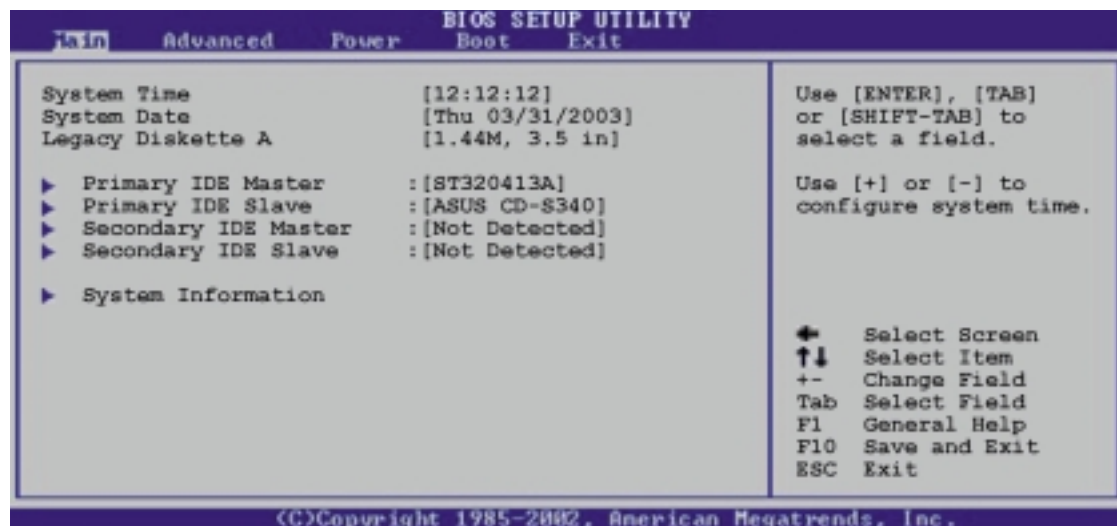 BIOS SETUP UTILITY
Main Advanced Power Boot Exit
System Time [12:12:12]
System Date [Thu 03/31/2003]
Legacy Diskette A [1.44M, 3.5 in]
Primary IDE Master :[ST320413A]
Primary IDE Slave :[ASUS CD-S340]
Secondary IDE Master :[Not Detected]
Secondary IDE Slave :[Not Detected]
System Information
Use [ENTER], [TAB]
or [SHIFT-TAB] to
select a field.
Use [+] or [-] to
configure system time.
← Select Screen
↑↓ Select Item
+- Change Field
Tab Select Field
F1 General Help
F10 Save and Exit
ESC Exit
(C)Copyright 1985-2002, American Megatrends, Inc.